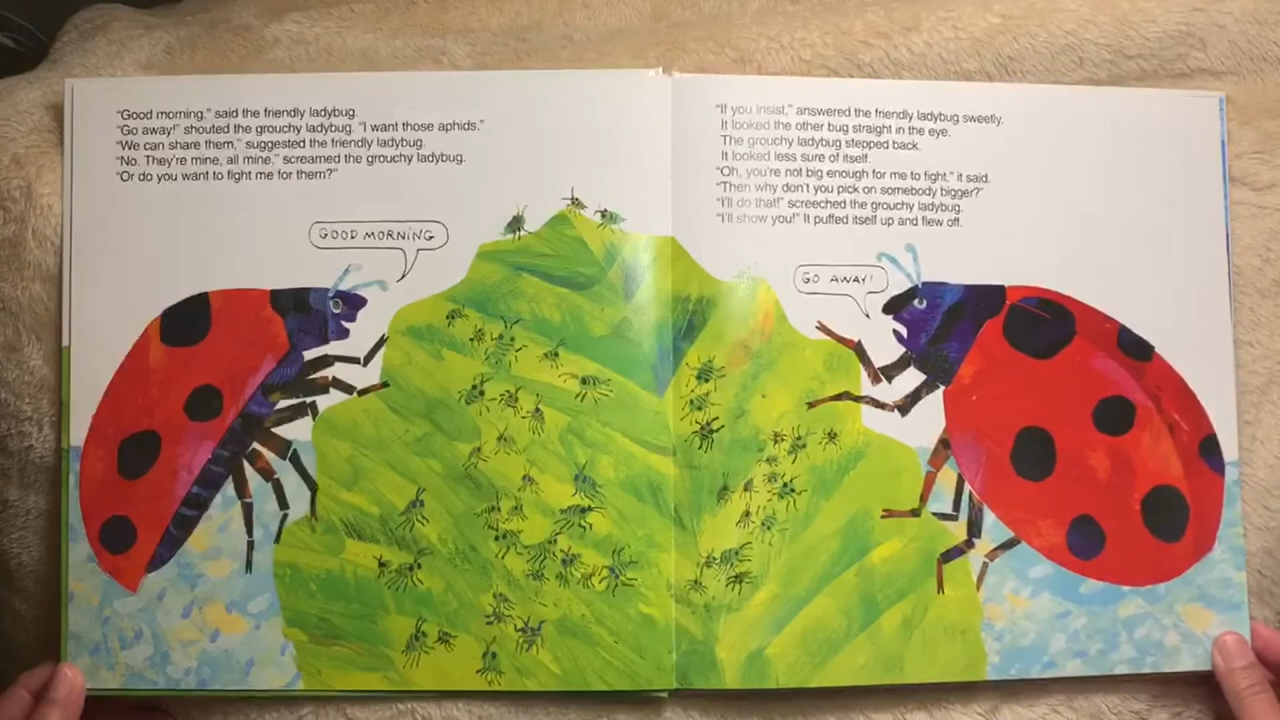 “Good morning,” said the friendly ladybug.
“Go away!” shouted the grouchy ladybug. “I want those aphids.”
“We can share them,” suggested the friendly ladybug.
“No. They’re mine, all mine,” screamed the grouchy ladybug.
“Or do you want to fight me for them?”
GOOD MORNING
“If you insist,” answered the friendly ladybug sweetly.
It looked the other bug straight in the eye.
The grouchy ladybug stepped back.
It looked less sure of itself.
“Oh, you’re not big enough for me to fight,” it said.
“Then why don’t you pick on somebody bigger?”
“I’ll do that!” screeched the grouchy ladybug.
“I’ll show you!” It puffed itself up and flew off.
GO AWAY!